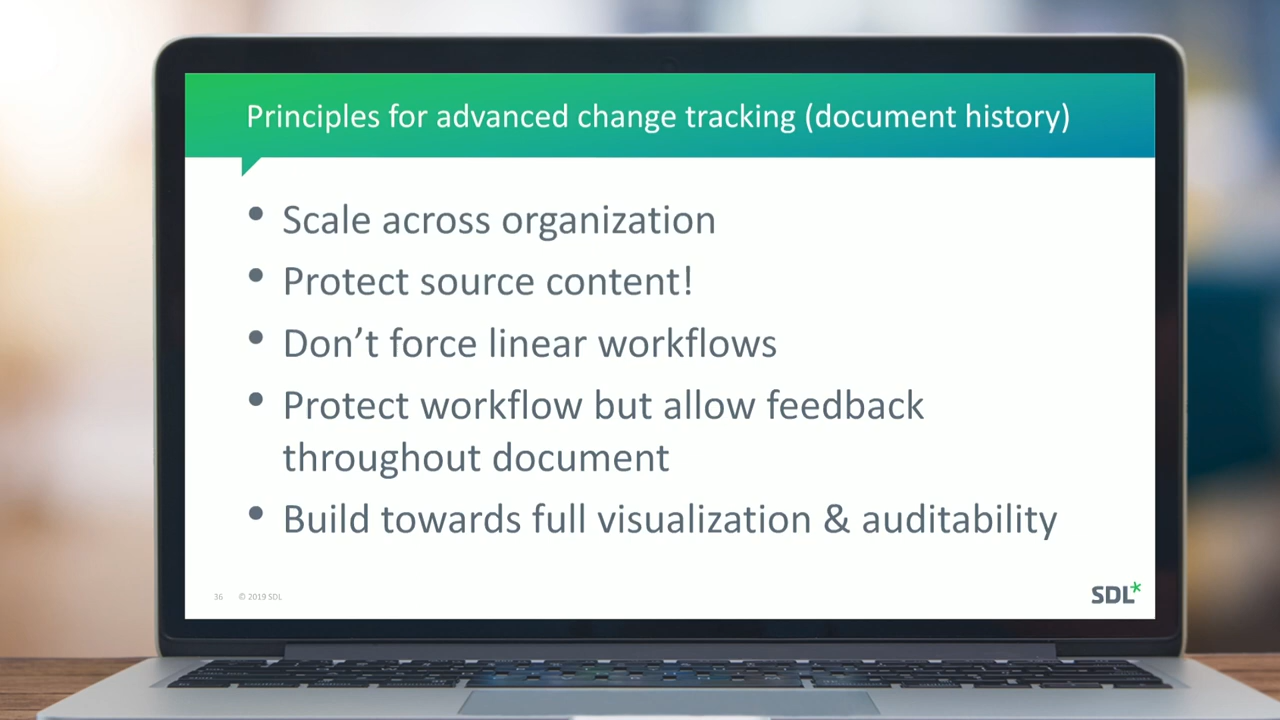 Principles for advanced change tracking (document history)
• Scale across organization
• Protect source content!
• Don’t force linear workflows
• Protect workflow but allow feedback
throughout document
• Build towards full visualization & auditability
36 © 2019 SDL
SDL*